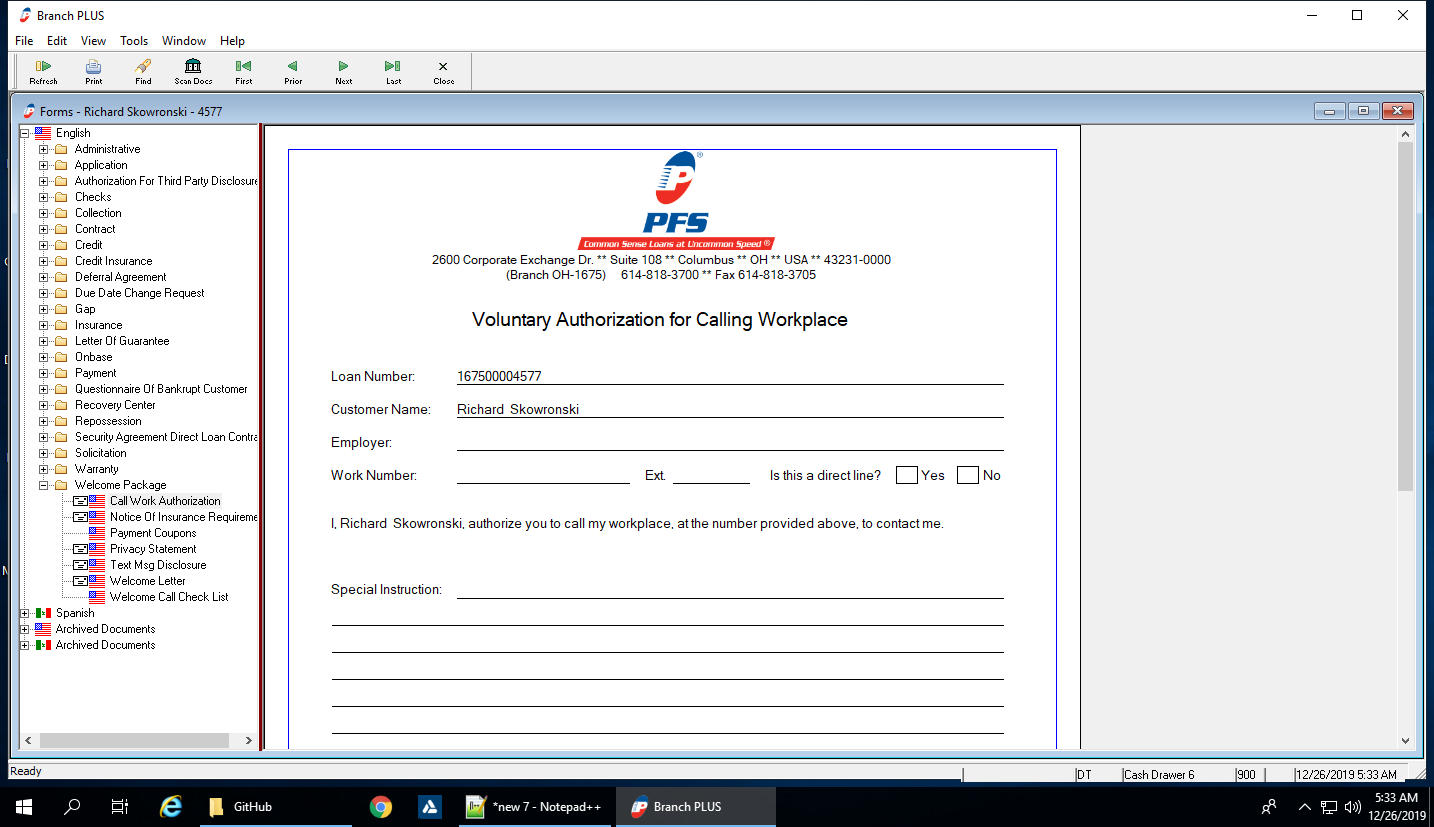 Branch PLUS
File Edit View Tools Window Help
Refresh Print Find Scan Docs First Prior Next Last Close
Forms - Richard Skowronski - 4577
English
Administrative
Application
Authorization For Third Party Disclosure
Checks
Collection
Contract
Credit
Credit Insurance
Deferral Agreement
Due Date Change Request
Gap
Insurance
Letter Of Guarantee
Onbase
Payment
Questionnaire Of Bankrupt Customer
Recovery Center
Repossession
Security Agreement Direct Loan Contra
Solicitation
Warranty
Welcome Package
Call Work Authorization
Notice Of Insurance Requireme
Payment Coupons
Privacy Statement
Text Msg Disclosure
Welcome Letter
Welcome Call Check List
Spanish
Archived Documents
Archived Documents
P ®
PFS
Common Sense Loans at Uncommon Speed ®
2600 Corporate Exchange Dr. ** Suite 108 ** Columbus ** OH ** USA ** 43231-0000
(Branch OH-1675) 614-818-3700 ** Fax 614-818-3705
Voluntary Authorization for Calling Workplace
Loan Number: 167500004577
Customer Name: Richard Skowronski
Employer:
Work Number: Ext. Is this a direct line? Yes No
I, Richard Skowronski, authorize you to call my workplace, at the number provided above, to contact me.
Special Instruction:
Ready DT Cash Drawer 6 900 12/26/2019 5:33 AM
GitHub *new 7 - Notepad++ Branch PLUS 5:33 AM
12/26/2019